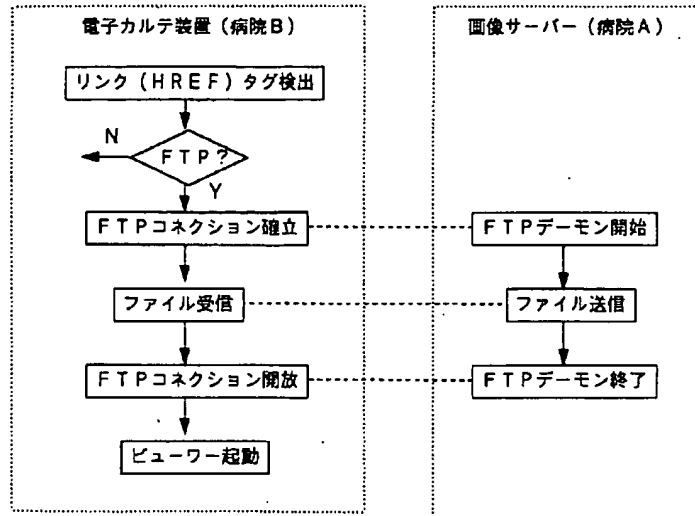 電子カルテ装置（病院B）
リンク（HREF）タグ検出
N
FTP？
Y
FTPコネクション確立
ファイル受信
FTPコネクション開放
ビューワー起動
画像サーバー（病院A）
FTPデーモン開始
ファイル送信
FTPデーモン終了